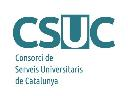 CSUC
Consorci de
Serveis Universitaris
de Catalunya